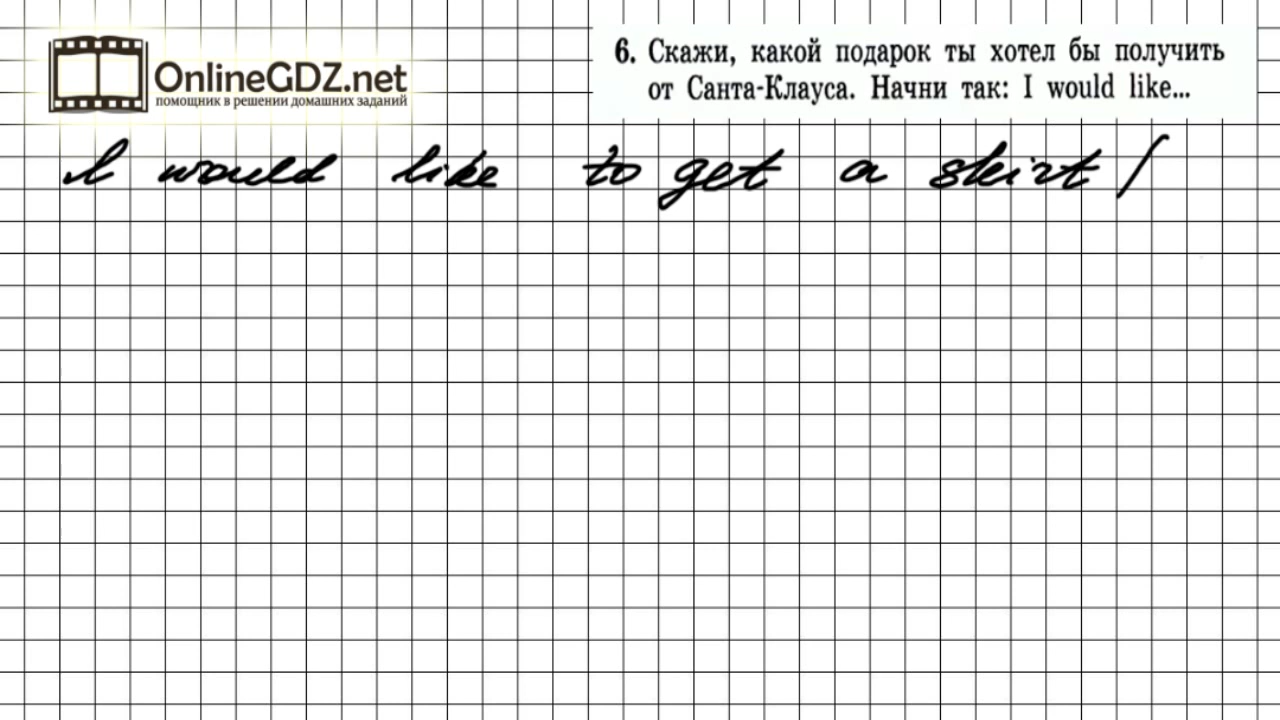 OnlineGDZ.net
помощник в решении домашних заданий
6. Скажи, какой подарок ты хотел бы получить
от Санта-Клауса. Начни так: I would like...
I would like to get a skirt /